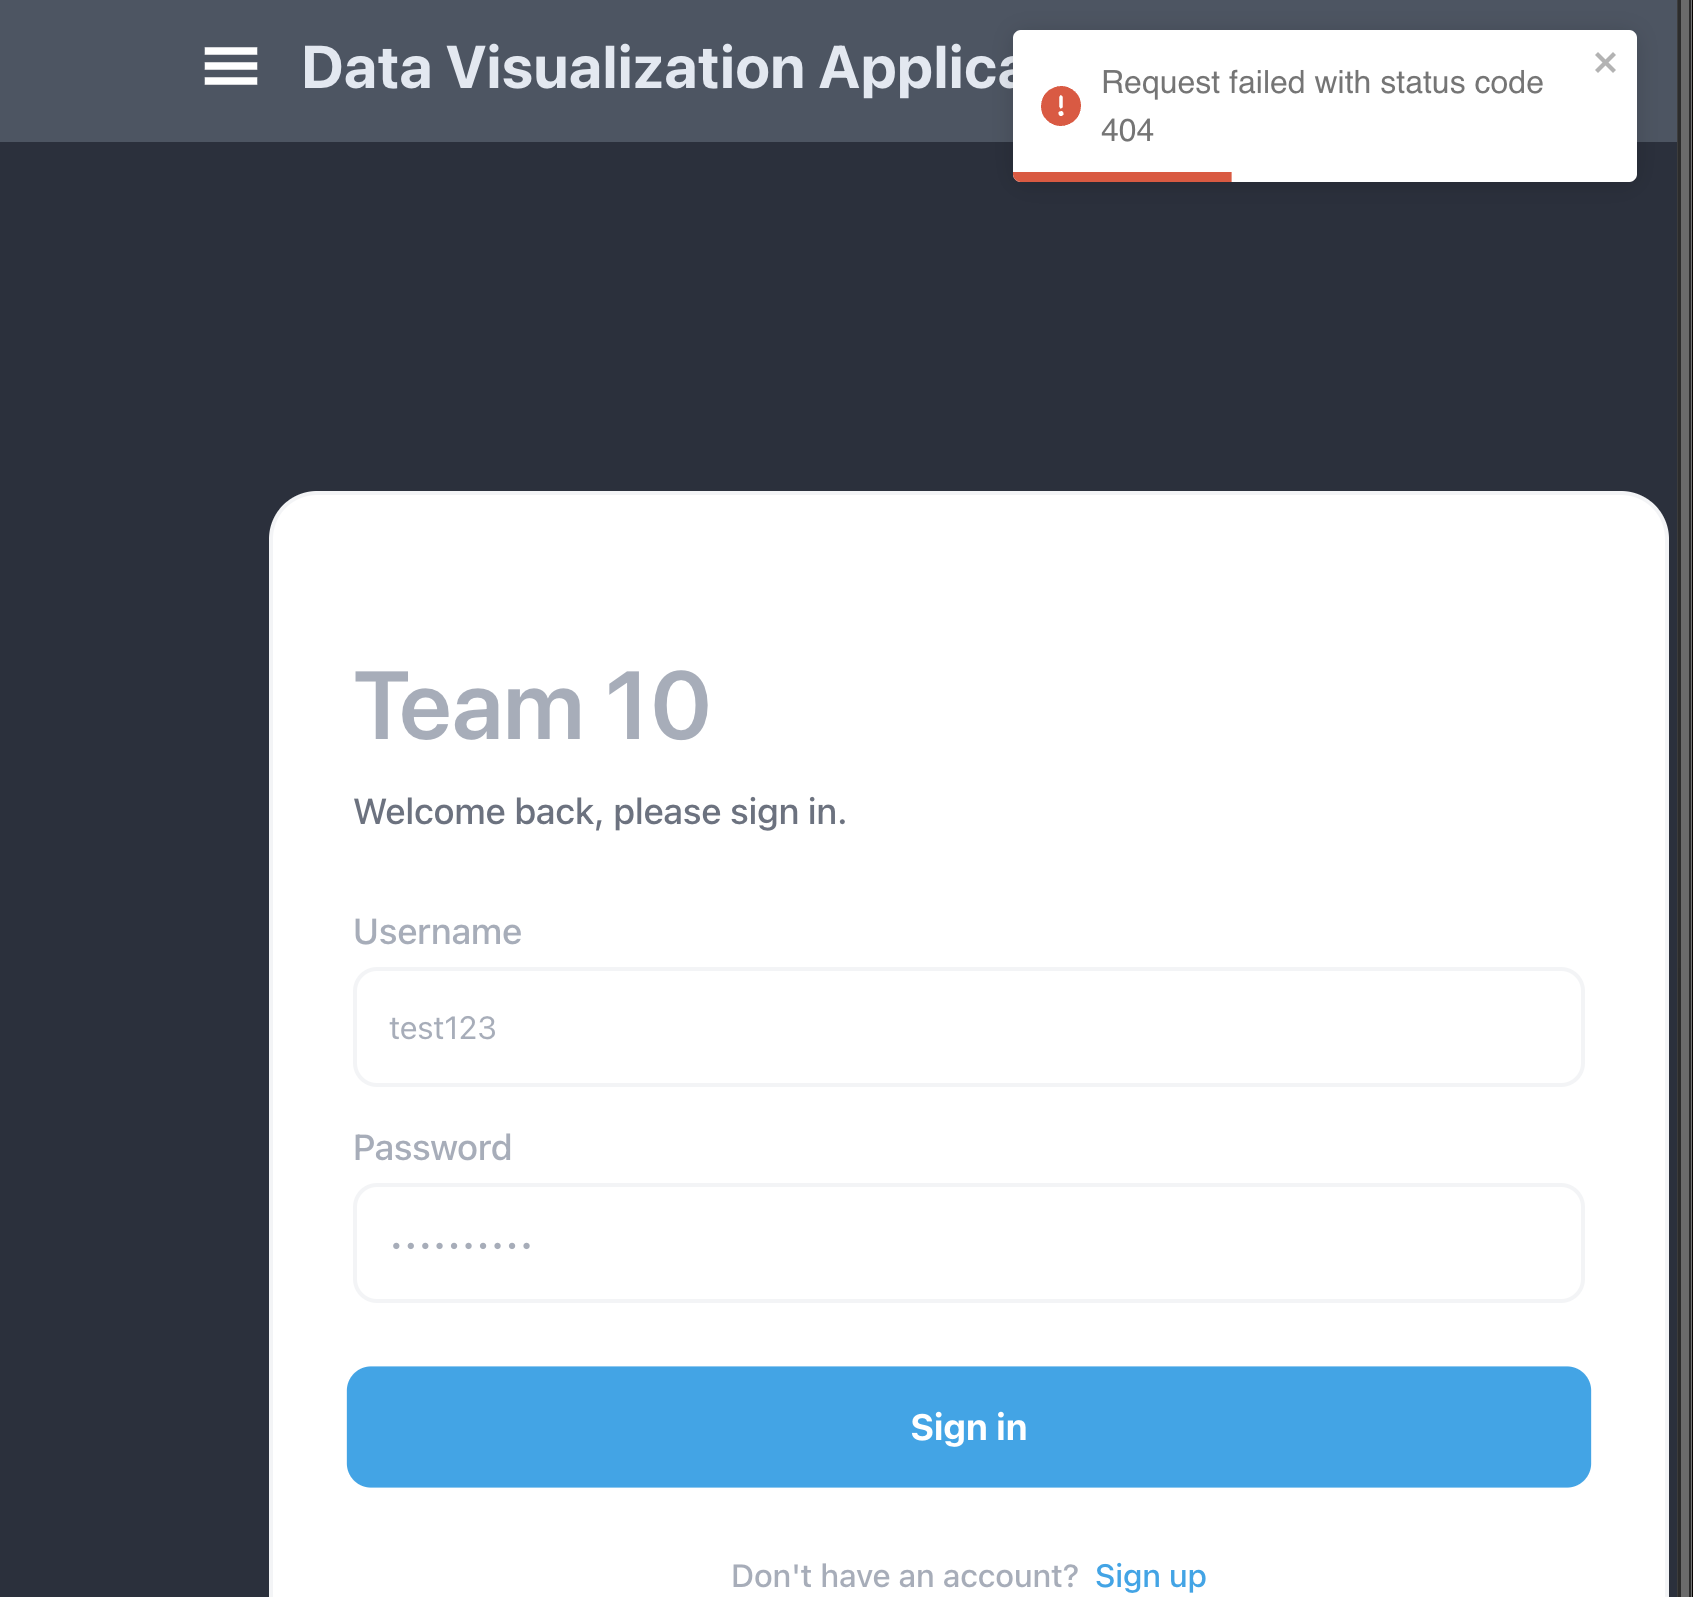 Data Visualization Applica
Request failed with status code
404
Team 10
Welcome back, please sign in.
Username
test123
Password
Sign in
Don't have an account? Sign up